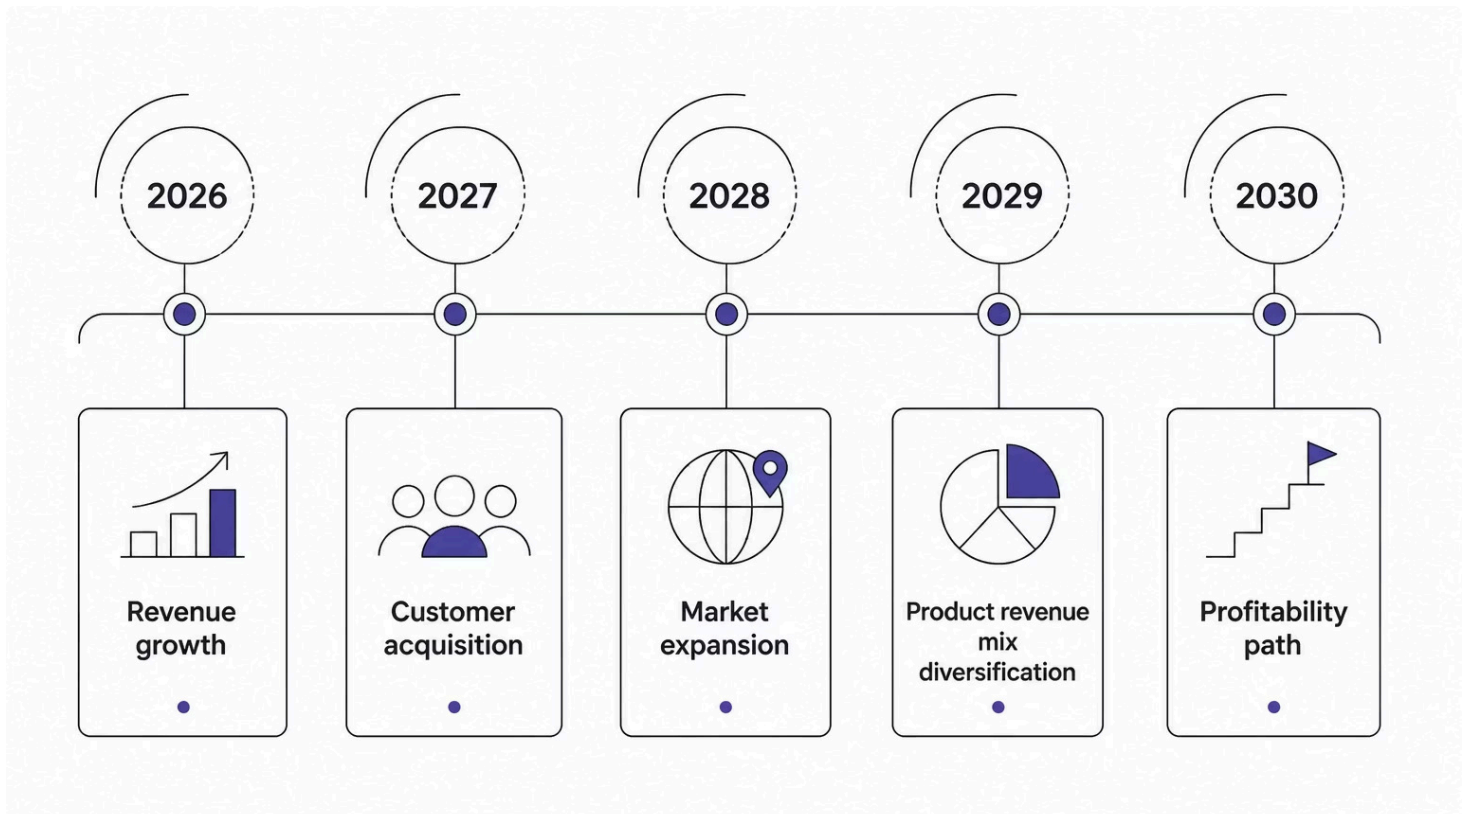 2026
2027
2028
2029
2030
Revenue
growth
Customer
acquisition
Market
expansion
Product revenue
mix
diversification
Profitability
path